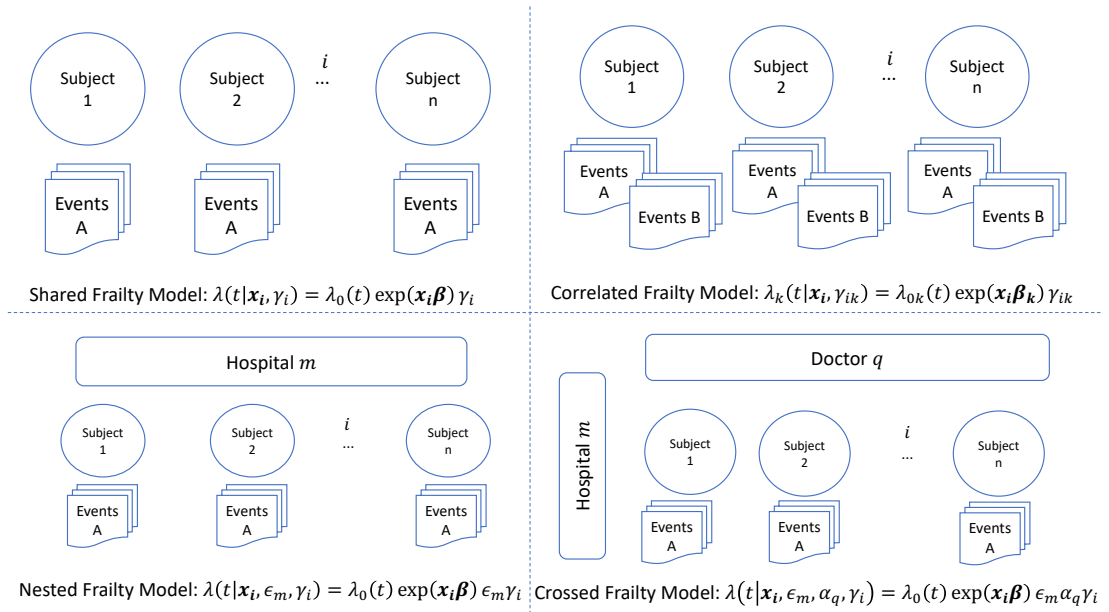 Subject
1
Subject
2
i
...
Subject
n
Events
A
Events
A
Events
A
Shared Frailty Model: λ(t|𝒙𝒊, γᵢ) = λ₀(t) exp(𝒙𝒊𝜷) γᵢ
Subject
1
Subject
2
i
...
Subject
n
Events
A
Events B
Events
A
Events B
Events
A
Events B
Correlated Frailty Model: λₖ(t|𝒙𝒊, γᵢₖ) = λ₀ₖ(t) exp(𝒙𝒊𝜷𝒌) γᵢₖ
Hospital m
Subject
1
Subject
2
i
...
Subject
n
Events
A
Events
A
Events
A
Nested Frailty Model: λ(t|𝒙𝒊, ϵₘ, γᵢ) = λ₀(t) exp(𝒙𝒊𝜷) ϵₘγᵢ
Doctor q
Hospital m
Subject
1
Subject
2
i
...
Subject
n
Events
A
Events
A
Events
A
Crossed Frailty Model: λ(t|𝒙𝒊, ϵₘ, α_q, γᵢ) = λ₀(t) exp(𝒙𝒊𝜷) ϵₘα_qγᵢ